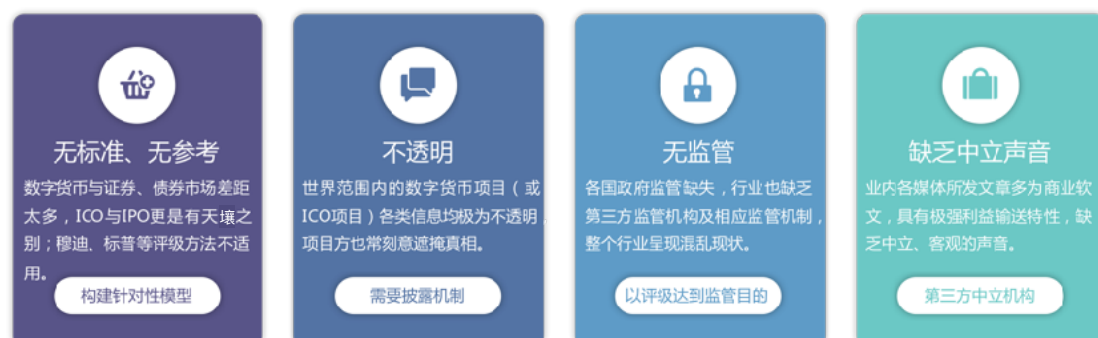 无标准、无参考
数字货币与证券、债券市场差距
太多，ICO与IPO更是有天壤之
别；穆迪、标普等评级方法不适
用。
构建针对性模型
不透明
世界范围内的数字货币项目（或
ICO项目）各类信息均极为不透明，
项目方也常刻意遮掩真相。
需要披露机制
无监管
各国政府监管缺失，行业也缺乏
第三方监管机构及相应监管机制，
整个行业呈现混乱现状。
以评级达到监管目的
缺乏中立声音
业内各媒体所发文章多为商业软
文，具有极强利益输送特性，缺
乏中立、客观的声音。
第三方中立机构